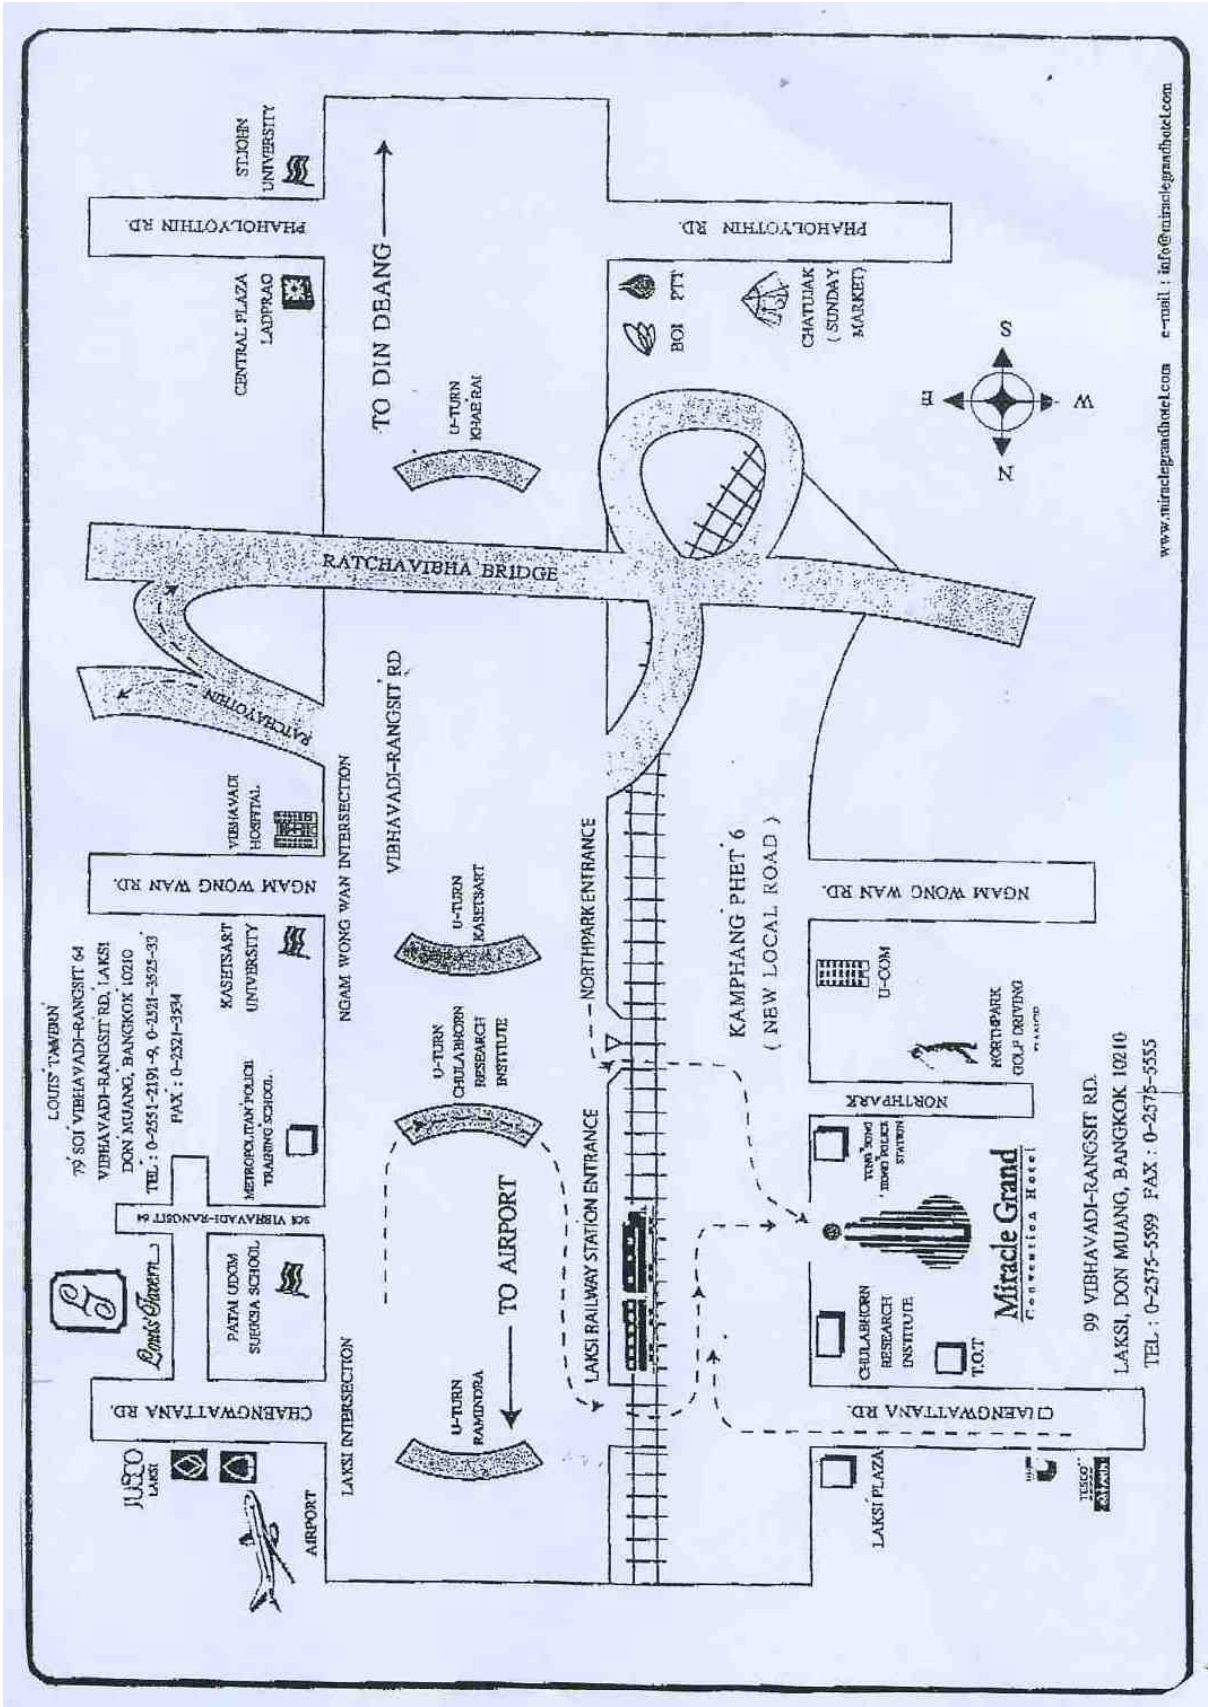 LOUIS' TAVERN
79 SOI VIBHAVADI-RANGSIT 64
VIBHAVADI-RANGSIT RD, LAKSI
DON MUANG, BANGKOK 10210
TEL : 0-2551-2191-9, 0-2521-3525-33
FAX : 0-2521-3534
JUSCO
LAKSI
AIRPORT
CHAENGWATTANA RD.
Louis' Tavern
LT
PATAI UDOM
SUEKSA SCHOOL
SOI VIBHAVADI-RANGSIT 64
METROPOLITAN POLICE
TRAINING SCHOOL
KASETSART
UNIVERSITY
NGAM WONG WAN RD.
VIBHAVADI
HOSPITAL
RATCHAYOTHIN
CENTRAL PLAZA
LADPRAO
PHAHOLYOTHIN RD.
ST.JOHN
UNIVERSITY
LAKSI INTERSECTION
NGAM WONG WAN INTERSECTION
RATCHAVIBHA BRIDGE
VIBHAVADI-RANGSIT RD
TO DIN DEANG
U-TURN
RAMINDRA
TO AIRPORT
U-TURN
CHULABHORN
RESEARCH
INSTITUTE
U-TURN
KASETSART
U-TURN
KHAE RAI
LAKSI RAILWAY STATION ENTRANCE
NORTHPARK ENTRANCE
BOI
PTT
PHAHOLYOTHIN RD.
CHATUJAK
( SUNDAY
MARKET)
KAMPHANG PHET 6
( NEW LOCAL ROAD )
LAKSI PLAZA
CHAENGWATTANA RD.
TESCO
CHULABHORN
RESEARCH
INSTITUTE
T.O.T
Miracle Grand
Convention Hotel
POLICE
STATION
NORTHPARK
NORTHPARK
GOLF DRIVING
U-COM
NGAM WONG WAN RD.
N
E
W
S
99 VIBHAVADI-RANGSIT RD.
LAKSI, DON MUANG, BANGKOK 10210
TEL : 0-2575-5599 FAX : 0-2575-5555
www.miraclegrandhotel.com e-mail : info@miraclegrandhotel.com